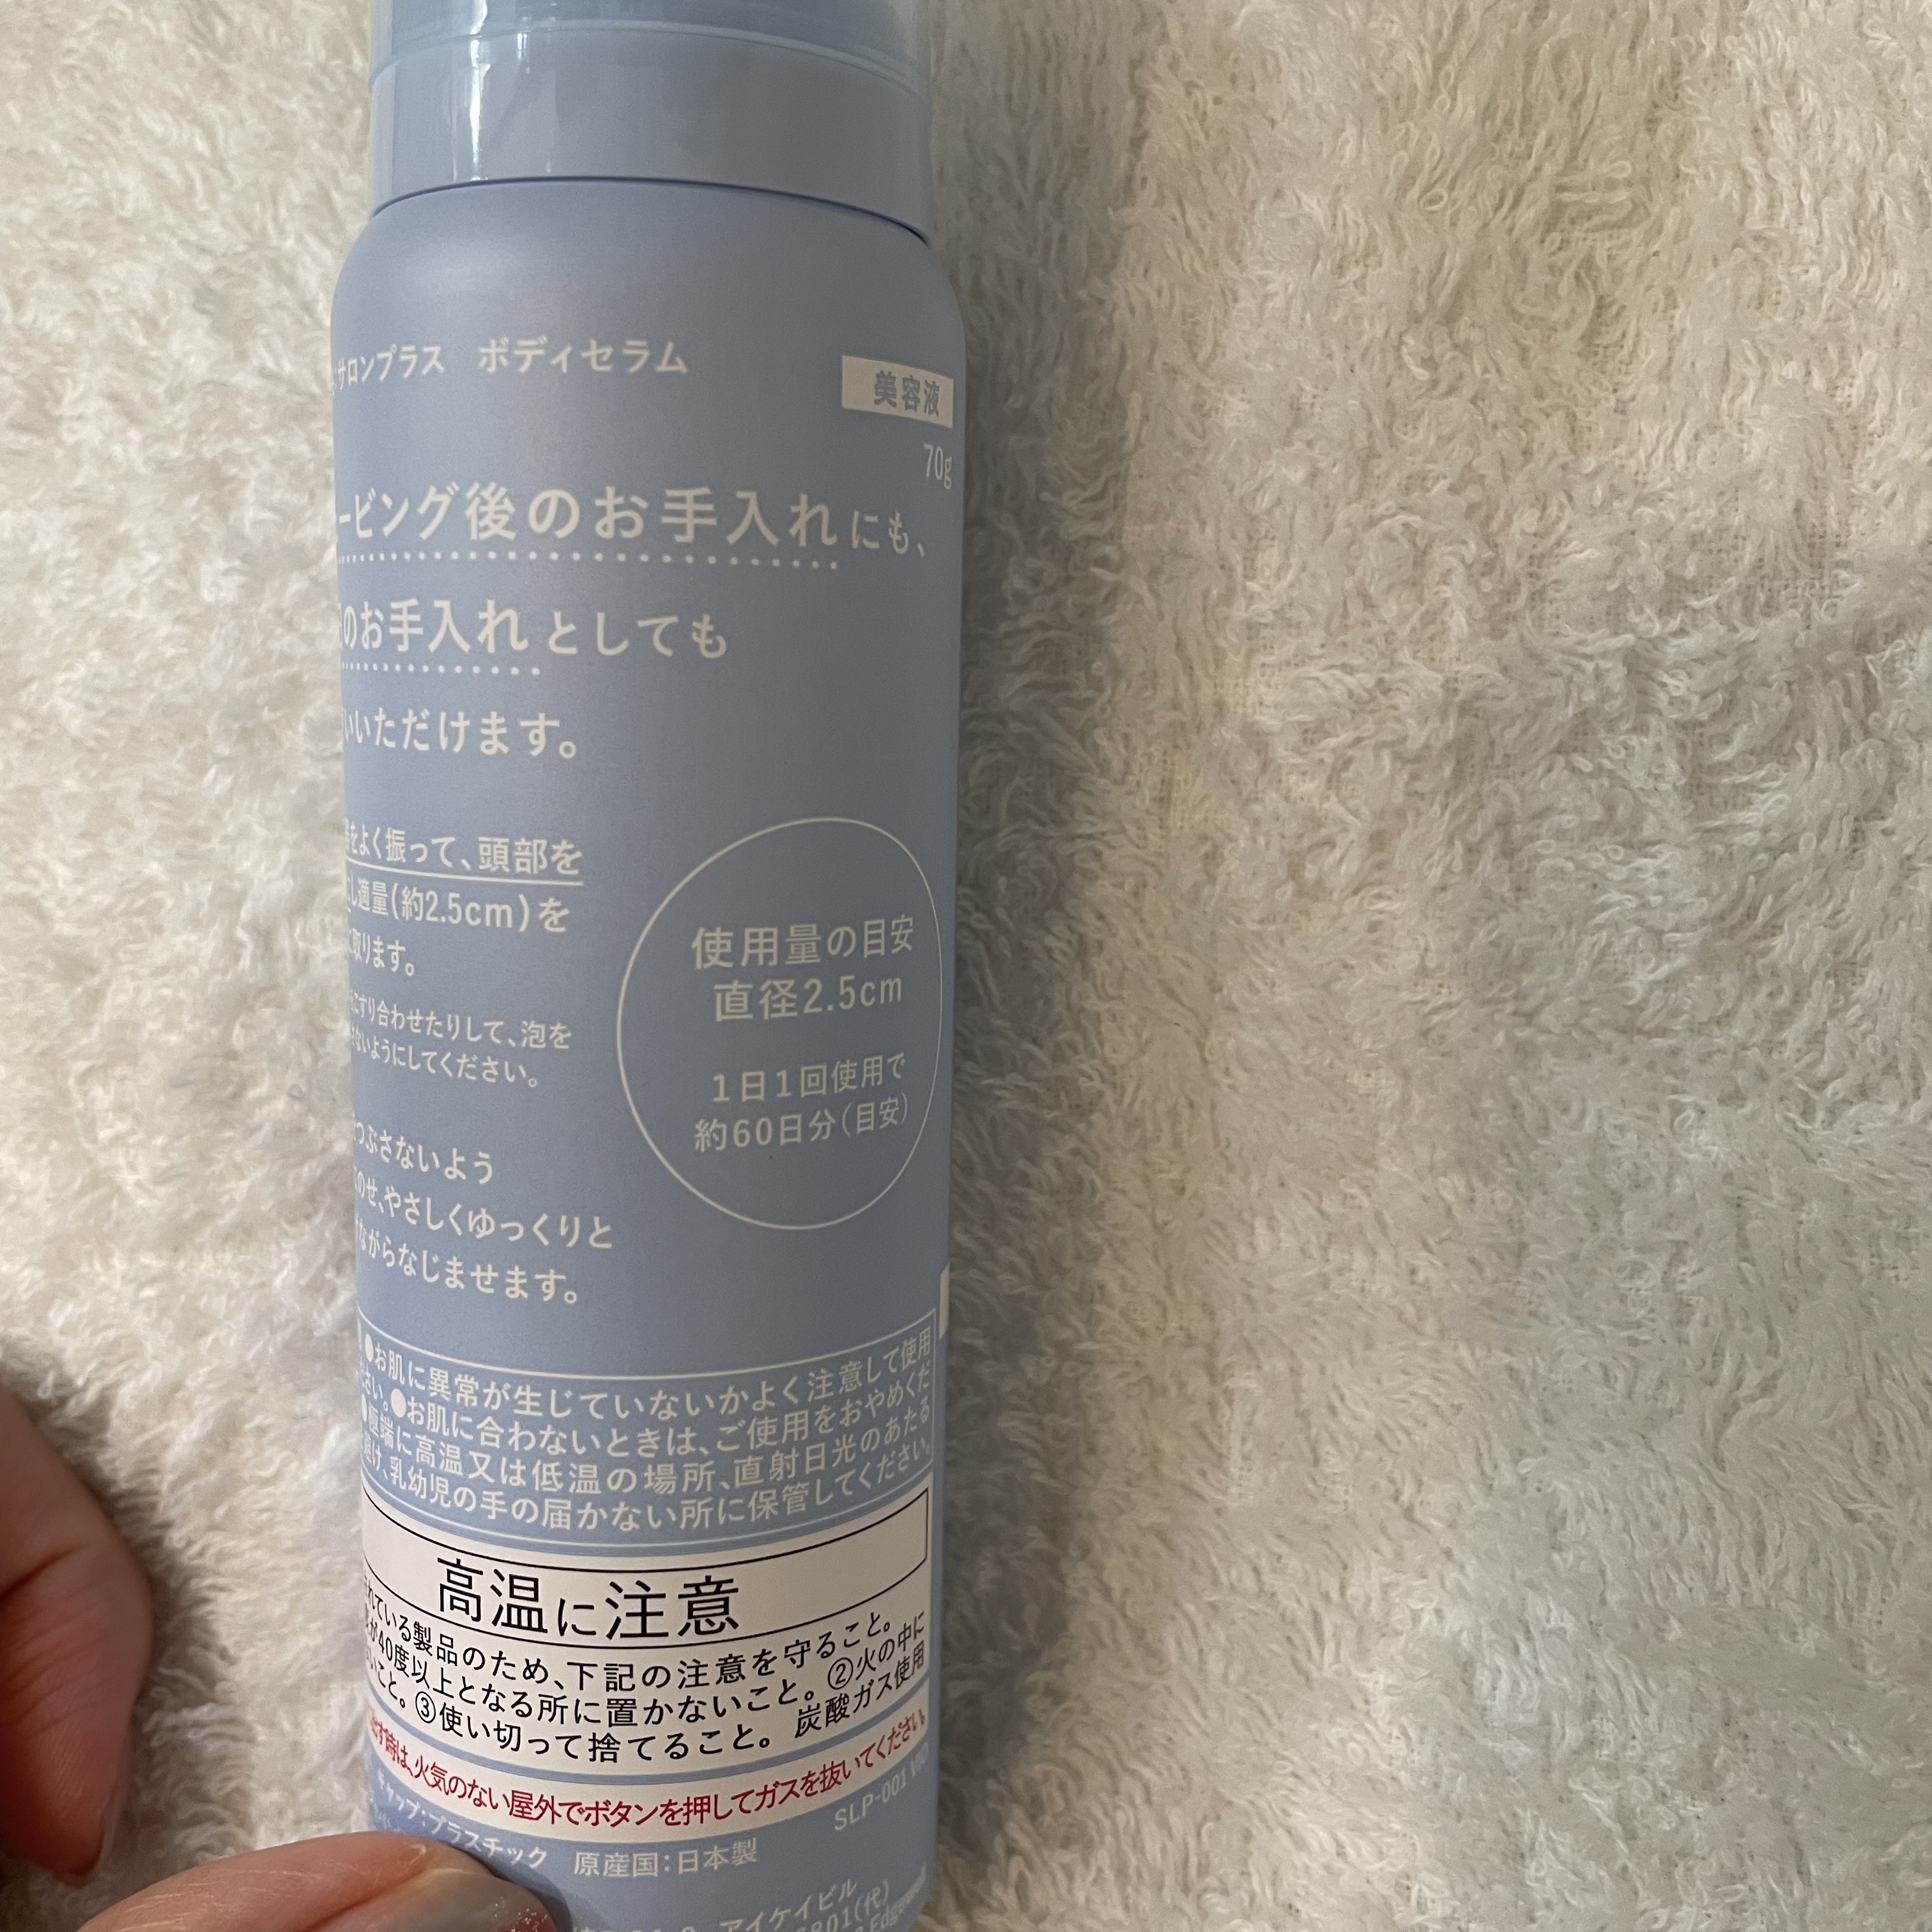 サロンプラス ボディセラム
美容液
70g
ービング後のお手入れにも、
のお手入れとしても
いただけます。
をよく振って、頭部を
し適量(約2.5cm)を
取ります。
こすり合わせたりして、泡を
ないようにしてください。
つぶさないよう
のせ、やさしくゆっくりと
ながらなじませます。
使用量の目安
直径2.5cm
1日1回使用で
約60日分(目安)
●お肌に異常が生じていないかよく注意して使用
ださい。●お肌に合わないときは、ご使用をおやめくだ
●極端に高温又は低温の場所、直射日光のあたる
避け、乳幼児の手の届かない所に保管してください。
高温に注意
れている製品のため、下記の注意を守ること。
が40度以上となる所に置かないこと。②火の中に
ないこと。③使い切って捨てること。 炭酸ガス使用
時は、火気のない屋外でボタンを押してガスを抜いてください。
SLP-001
キャップ:プラスチック 原産国:日本製
アイケイビル
(代)